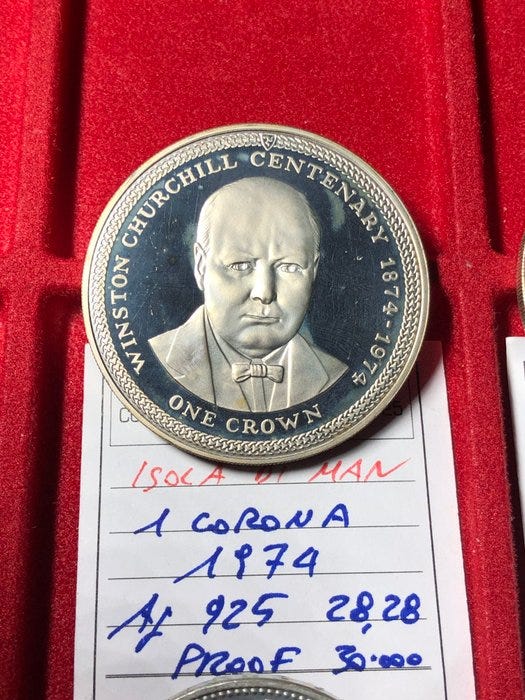 WINSTON CHURCHILL CENTENARY 1874-1974
ONE CROWN
ISOLA DI MAN
1 CORONA
1974
Ag 925 28,28
PROOF 30.000